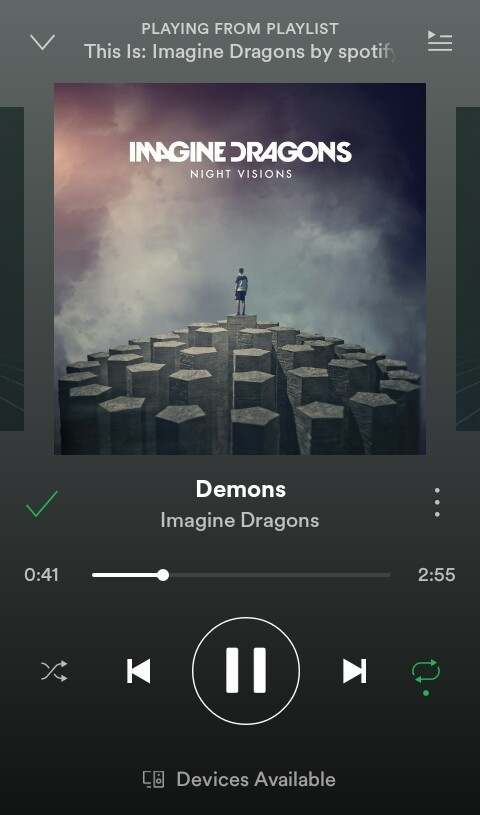 PLAYING FROM PLAYLIST
This Is: Imagine Dragons by spotify
IMAGINE DRAGONS
NIGHT VISIONS
Demons
Imagine Dragons
0:41
2:55
Devices Available